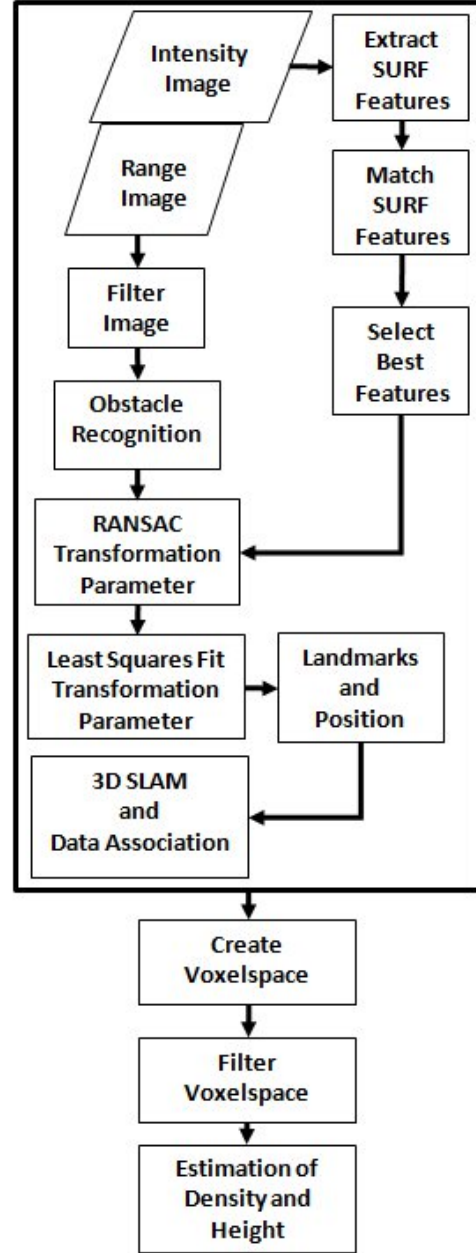 Intensity
Image
Extract
SURF
Features
Range
Image
Match
SURF
Features
Filter
Image
Select
Best
Features
Obstacle
Recognition
RANSAC
Transformation
Parameter
Least Squares Fit
Transformation
Parameter
Landmarks
and
Position
3D SLAM
and
Data Association
Create
Voxelspace
Filter
Voxelspace
Estimation of
Density and
Height